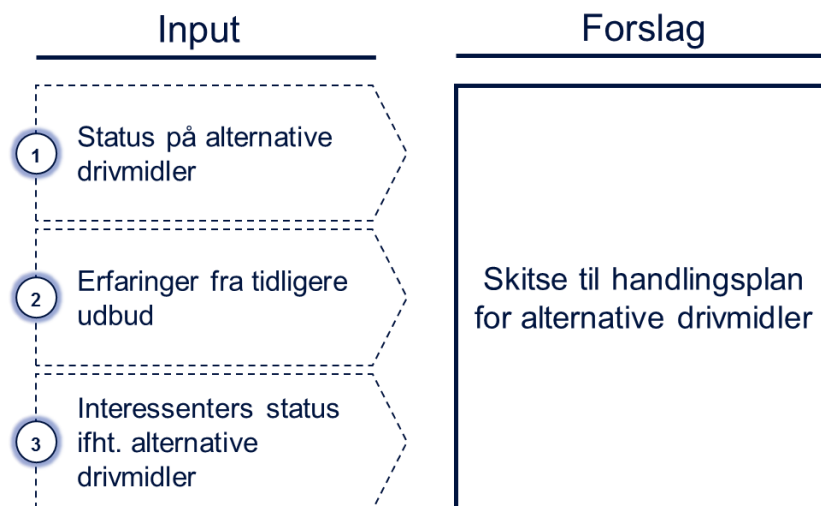 Input
Forslag
1
Status på alternative
drivmidler
2
Erfaringer fra tidligere
udbud
3
Interessenters status
ifht. alternative
drivmidler
Skitse til handlingsplan
for alternative drivmidler